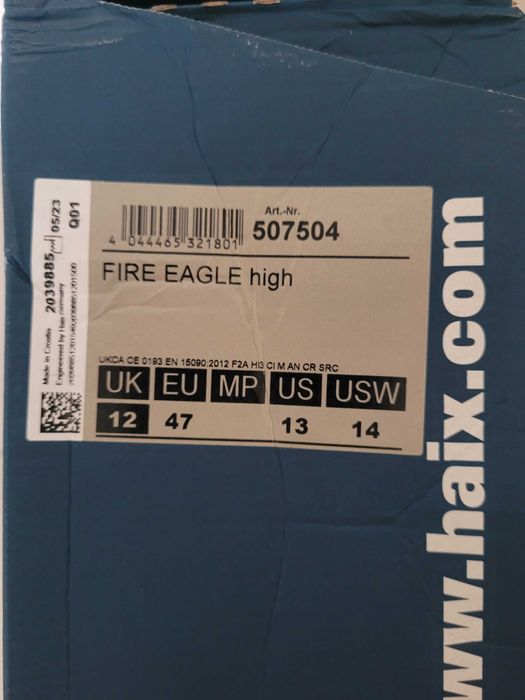 Art.-Nr.
4 044465 321801 507504
FIRE EAGLE high
UKCA CE 0193 EN 15090:2012 F2A HI3 CI M AN CR SRC
UK EU MP US USW
12 47 13 14
Made in Croatia 2039885 05/23 Q01
Engineered by Haix Germany
www.haix.com